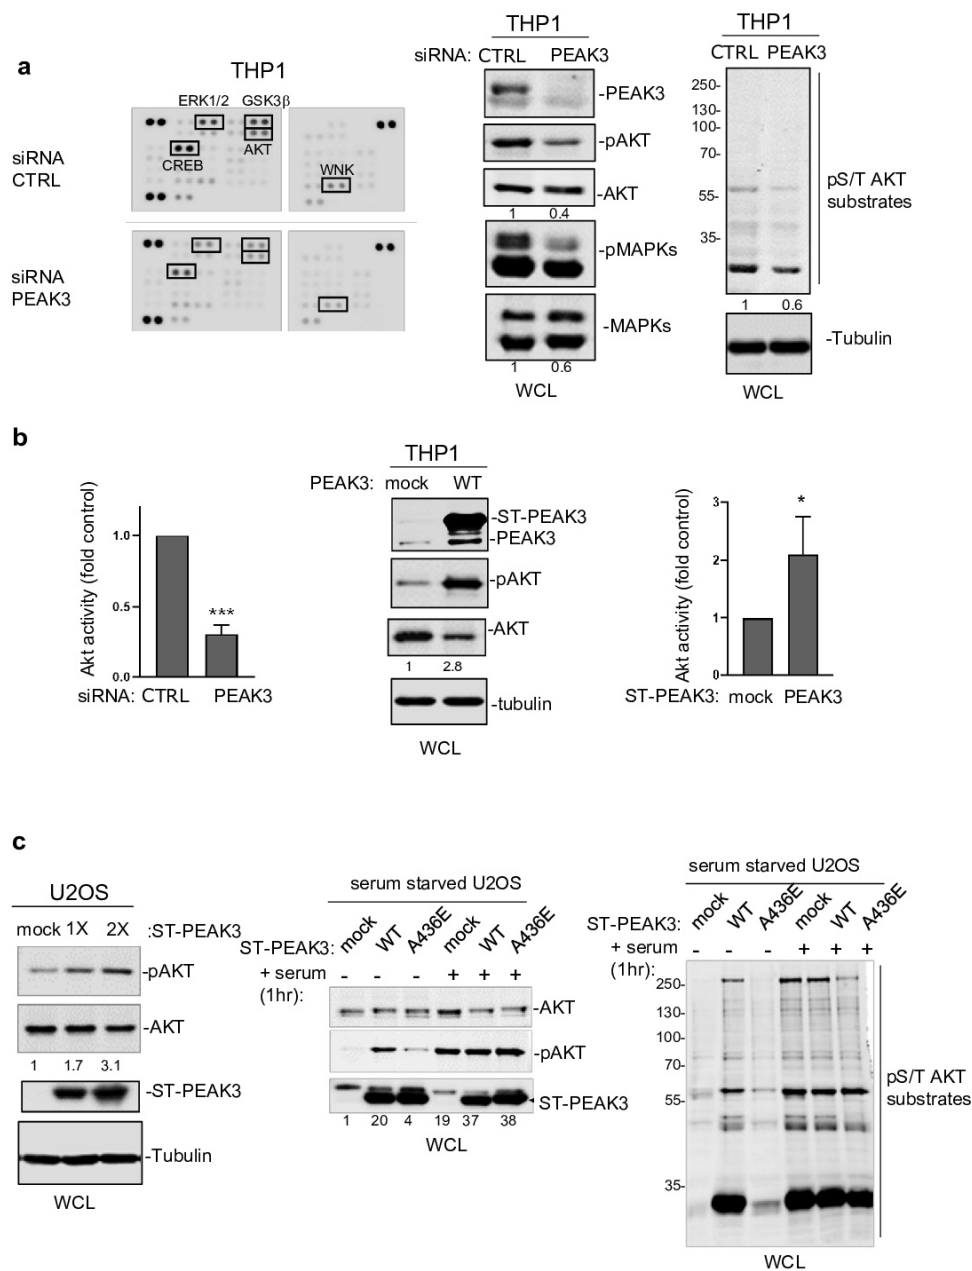 a
THP1
ERK1/2 GSK3β
CREB AKT
WNK
siRNA
CTRL
siRNA
PEAK3
THP1
siRNA: CTRL PEAK3
-PEAK3
-pAKT
-AKT
1 0.4
-pMAPKs
-MAPKs
1 0.6
WCL
THP1
CTRL PEAK3
250-
130-
100-
70-
55-
35-
pS/T AKT
substrates
1 0.6
-Tubulin
WCL
b
Akt activity (fold control)
1.0
0.5
0.0
***
siRNA: CTRL PEAK3
THP1
PEAK3: mock WT
-ST-PEAK3
-PEAK3
-pAKT
-AKT
1 2.8
-tubulin
WCL
Akt activity (fold control)
3
2
1
0
*
ST-PEAK3: mock PEAK3
c
U2OS
mock 1X 2X :ST-PEAK3
-pAKT
-AKT
1 1.7 3.1
-ST-PEAK3
-Tubulin
WCL
serum starved U2OS
ST-PEAK3: mock WT A436E mock WT A436E
+ serum - - - + + +
(1hr):
-AKT
-pAKT
ST-PEAK3
1 20 4 19 37 38
WCL
serum starved U2OS
ST-PEAK3: mock WT A436E mock WT A436E
+ serum - - - + + +
(1hr):
250-
130-
100-
70-
55-
35-
pS/T AKT
substrates
WCL